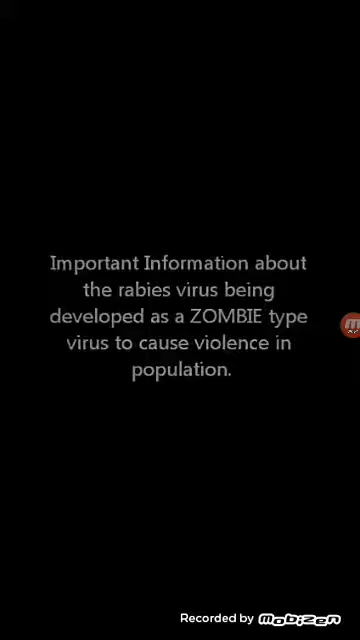 Important Information about
the rabies virus being
developed as a ZOMBIE type
virus to cause violence in
population.
Recorded by mobizen